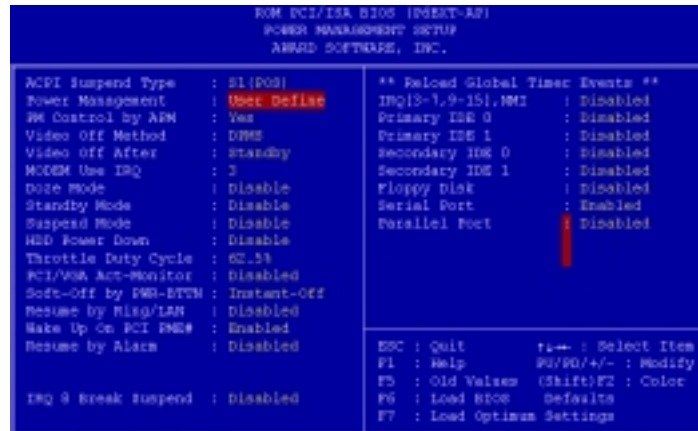 ROM PCI/ISA BIOS (P6BXT-AP)
POWER MANAGEMENT SETUP
AWARD SOFTWARE, INC.
ACPI Suspend Type : S1(POS)
Power Management : User Define
PM Control by APM : Yes
Video Off Method : DPMS
Video Off After : Standby
MODEM Use IRQ : 3
Doze Mode : Disable
Standby Mode : Disable
Suspend Mode : Disable
HDD Power Down : Disable
Throttle Duty Cycle : 62.5%
PCI/VGA Act-Monitor : Disabled
Soft-Off by PWR-BTTN : Instant-Off
Resume by Ring/LAN : Disabled
Wake Up On PCI PME# : Enabled
Resume by Alarm : Disabled
IRQ 8 Break Suspend : Disabled
** Reload Global Timer Events **
IRQ[3-7,9-15],NMI : Disabled
Primary IDE 0 : Disabled
Primary IDE 1 : Disabled
Secondary IDE 0 : Disabled
Secondary IDE 1 : Disabled
Floppy Disk : Disabled
Serial Port : Enabled
Parallel Port : Disabled
ESC : Quit ↑↓→← : Select Item
F1 : Help PU/PD/+/- : Modify
F5 : Old Values (Shift)F2 : Color
F6 : Load BIOS Defaults
F7 : Load Optimum Settings